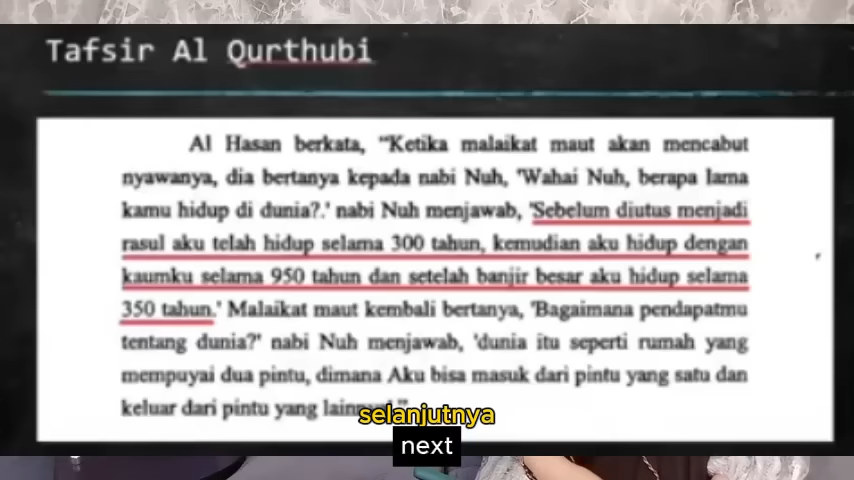 Tafsir Al Qurthubi
Al Hasan berkata, "Ketika malaikat maut akan mencabut
nyawanya, dia bertanya kepada nabi Nuh, 'Wahai Nuh, berapa lama
kamu hidup di dunia?.' nabi Nuh menjawab, 'Sebelum diutus menjadi
rasul aku telah hidup selama 300 tahun, kemudian aku hidup dengan
kaumku selama 950 tahun dan setelah banjir besar aku hidup selama
350 tahun.' Malaikat maut kembali bertanya, 'Bagaimana pendapatmu
tentang dunia?' nabi Nuh menjawab, 'dunia itu seperti rumah yang
mempuyai dua pintu, dimana Aku bisa masuk dari pintu yang satu dan
keluar dari pintu yang
selanjutnya
next